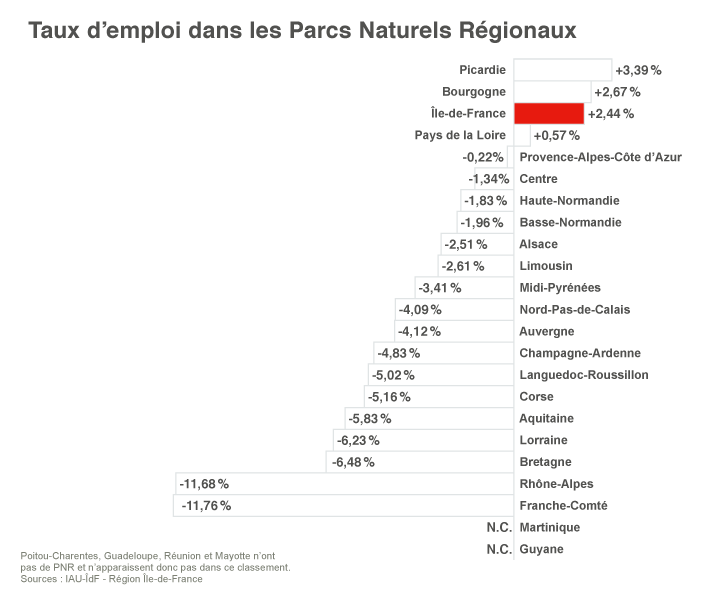 Taux d’emploi dans les Parcs Naturels Régionaux
Picardie +3,39 %
Bourgogne +2,67 %
Île-de-France +2,44 %
Pays de la Loire +0,57 %
-0,22% Provence-Alpes-Côte d’Azur
-1,34% Centre
-1,83 % Haute-Normandie
-1,96 % Basse-Normandie
-2,51 % Alsace
-2,61 % Limousin
-3,41 % Midi-Pyrénées
-4,09 % Nord-Pas-de-Calais
-4,12 % Auvergne
-4,83 % Champagne-Ardenne
-5,02 % Languedoc-Roussillon
-5,16 % Corse
-5,83 % Aquitaine
-6,23 % Lorraine
-6,48 % Bretagne
-11,68 % Rhône-Alpes
-11,76 % Franche-Comté
N.C. Martinique
N.C. Guyane
Poitou-Charentes, Guadeloupe, Réunion et Mayotte n’ont
pas de PNR et n’apparaissent donc pas dans ce classement.
Sources : IAU-ÎdF - Région Île-de-France